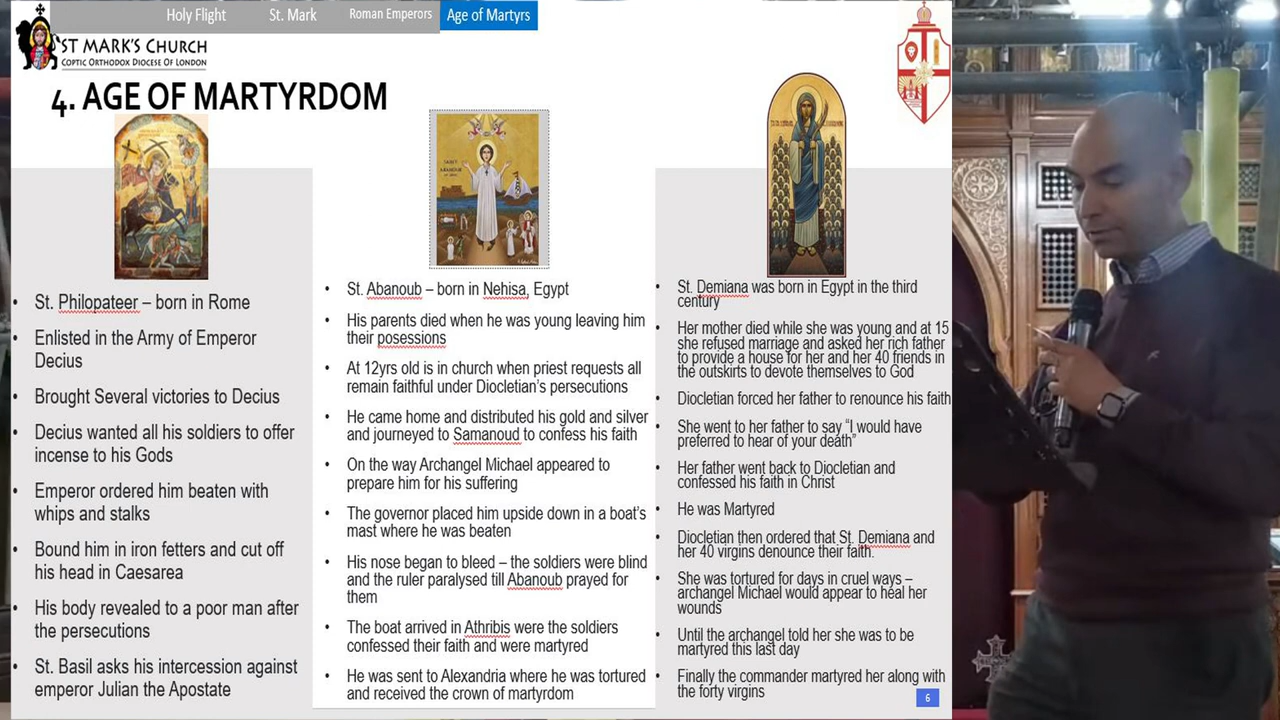 Holy Flight
St. Mark
Roman Emperors
Age of Martyrs
ST MARK'S CHURCH
COPTIC ORTHODOX DIOCESE OF LONDON
4. AGE OF MARTYRDOM
• St. Philopateer – born in Rome
• Enlisted in the Army of Emperor
Decius
• Brought Several victories to Decius
• Decius wanted all his soldiers to offer
incense to his Gods
• Emperor ordered him beaten with
whips and stalks
• Bound him in iron fetters and cut off
his head in Caesarea
• His body revealed to a poor man after
the persecutions
• St. Basil asks his intercession against
emperor Julian the Apostate
SAINT
ABANOUB
• St. Abanoub – born in Nehisa, Egypt
• His parents died when he was young leaving him
their posessions
• At 12yrs old is in church when priest requests all
remain faithful under Diocletian's persecutions
• He came home and distributed his gold and silver
and journeyed to Samanoud to confess his faith
• On the way Archangel Michael appeared to
prepare him for his suffering
• The governor placed him upside down in a boat's
mast where he was beaten
• His nose began to bleed – the soldiers were blind
and the ruler paralysed till Abanoub prayed for
them
• The boat arrived in Athribis were the soldiers
confessed their faith and were martyred
• He was sent to Alexandria where he was tortured
and received the crown of martyrdom
• St. Demiana was born in Egypt in the third
century
• Her mother died while she was young and at 15
she refused marriage and asked her rich father
to provide a house for her and her 40 friends in
the outskirts to devote themselves to God
• Diocletian forced her father to renounce his faith
• She went to her father to say “I would have
preferred to hear of your death”
• Her father went back to Diocletian and
confessed his faith in Christ
• He was Martyred
• Diocletian then ordered that St. Demiana and
her 40 virgins denounce their faith.
• She was tortured for days in cruel ways –
archangel Michael would appear to heal her
wounds
• Until the archangel told her she was to be
martyred this last day
• Finally the commander martyred her along with
the forty virgins
6